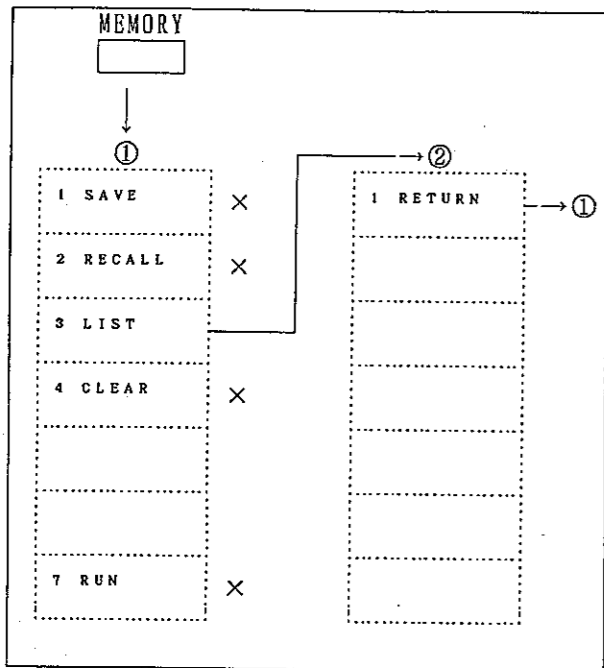 MEMORY
①
1 SAVE ×
2 RECALL ×
3 LIST
4 CLEAR ×
7 RUN ×
②
1 RETURN
①